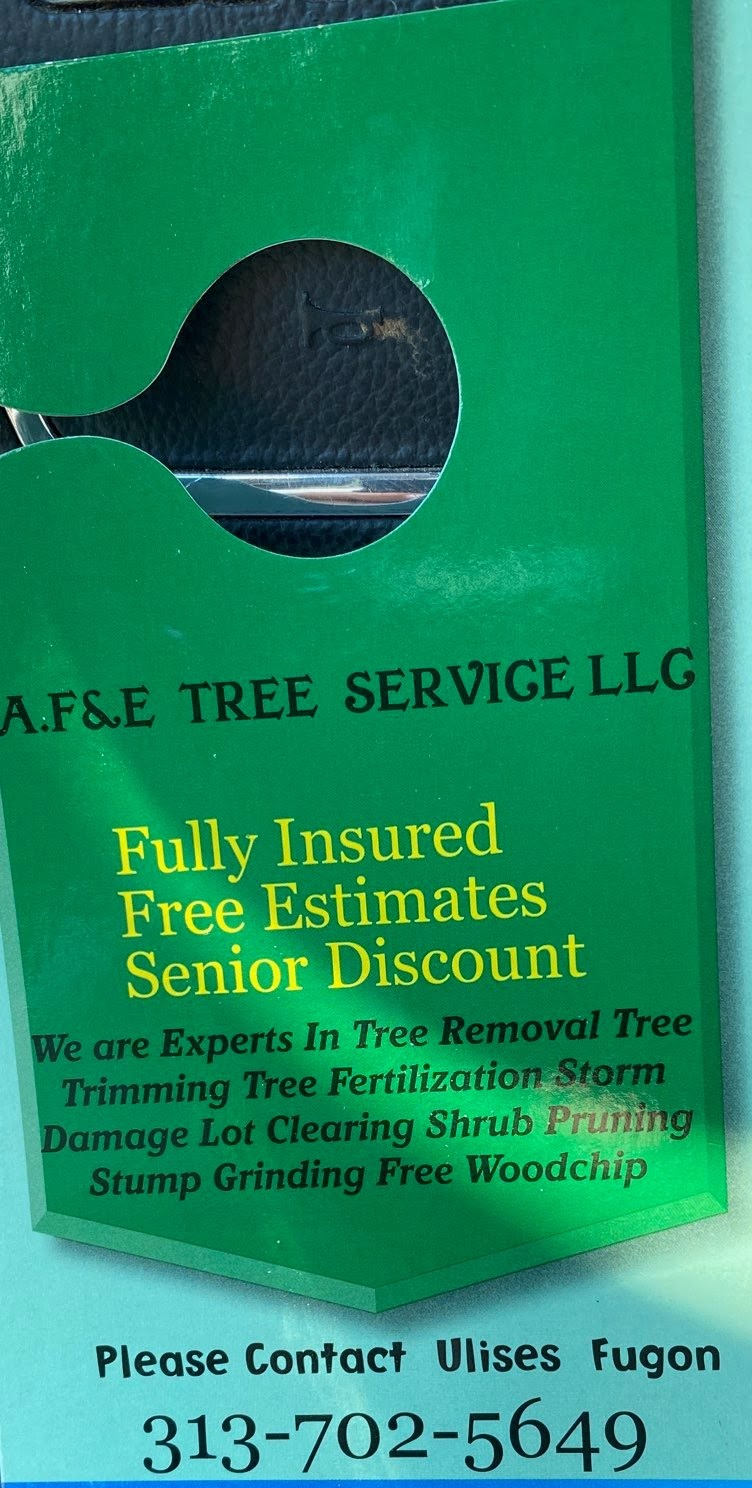 A.F&E TREE SERVICE LLC
Fully Insured
Free Estimates
Senior Discount
We are Experts In Tree Removal Tree
Trimming Tree Fertilization Storm
Damage Lot Clearing Shrub Pruning
Stump Grinding Free Woodchip
Please Contact Ulises Fugon
313-702-5649